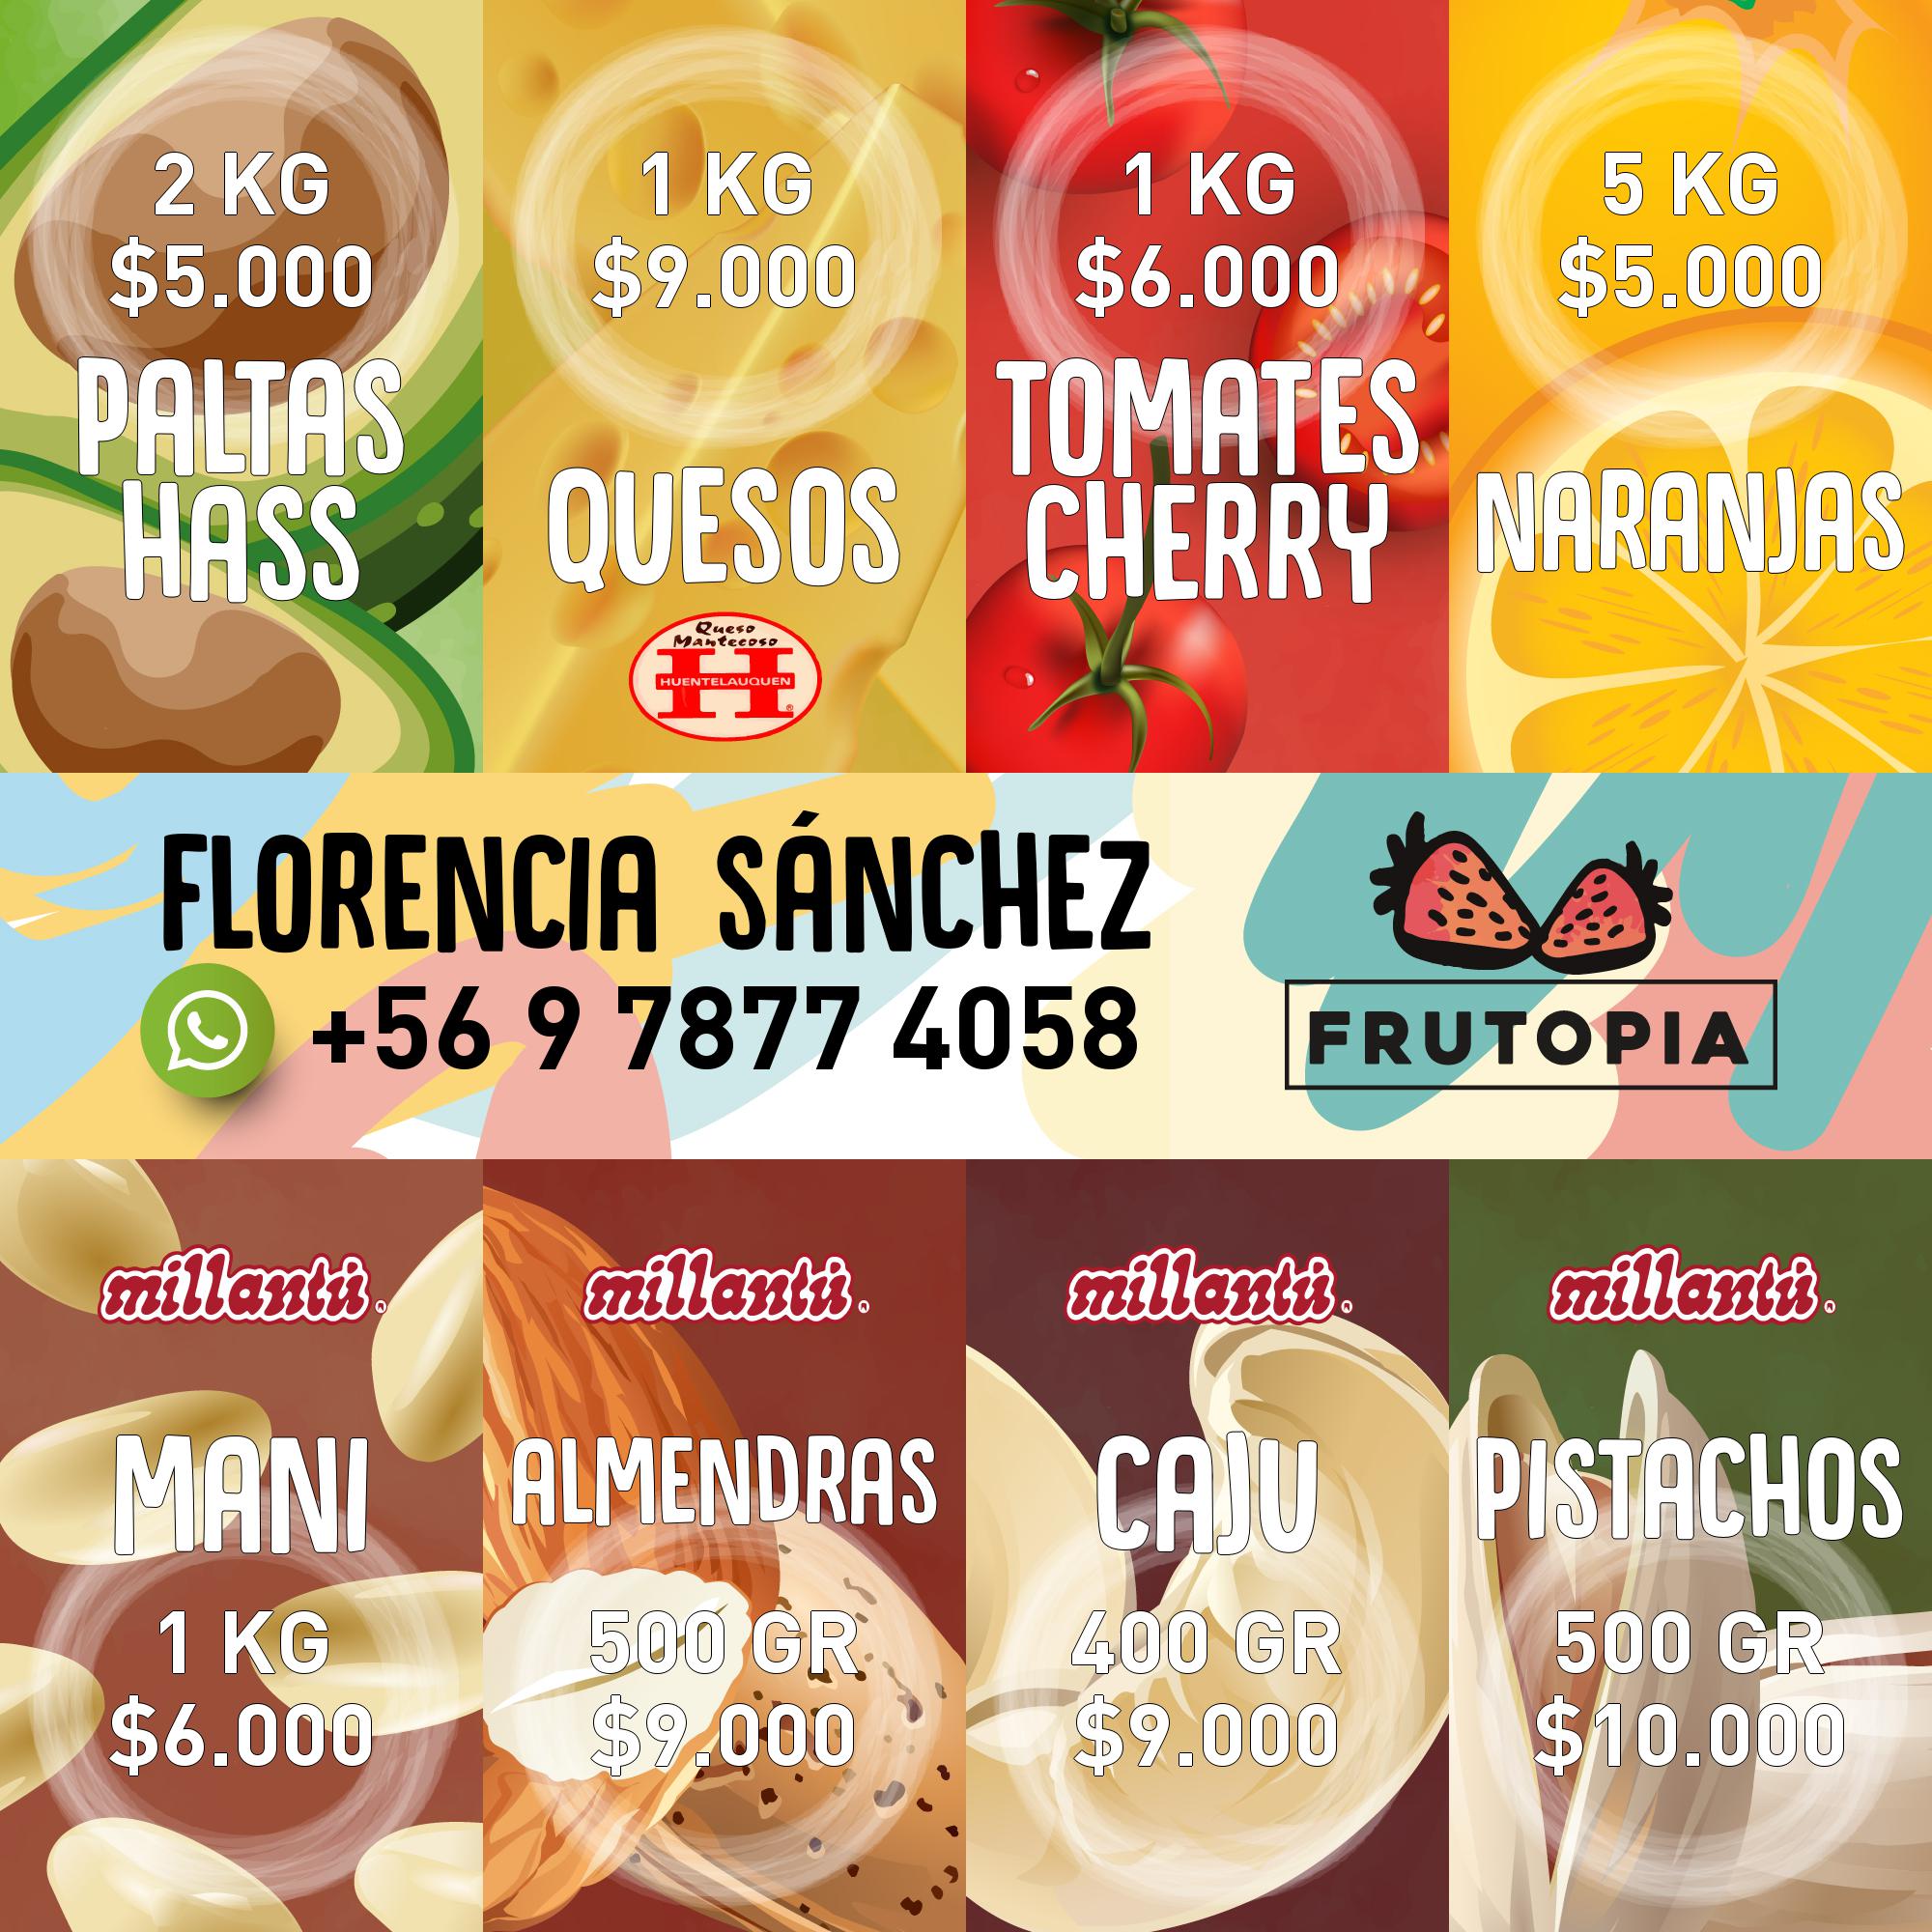 2 KG
$5.000
PALTAS
HASS
1 KG
$9.000
QUESOS
Queso
Mantecoso
H
HUENTELAUQUEN
®
1 KG
$6.000
TOMATES
CHERRY
5 KG
$5.000
NARANJAS
FLORENCIA SÁNCHEZ
+56 9 7877 4058
FRUTOPIA
millantú®
MANI
1 KG
$6.000
millantú®
ALMENDRAS
500 GR
$9.000
millantú®
CAJU
400 GR
$9.000
millantú®
PISTACHOS
500 GR
$10.000